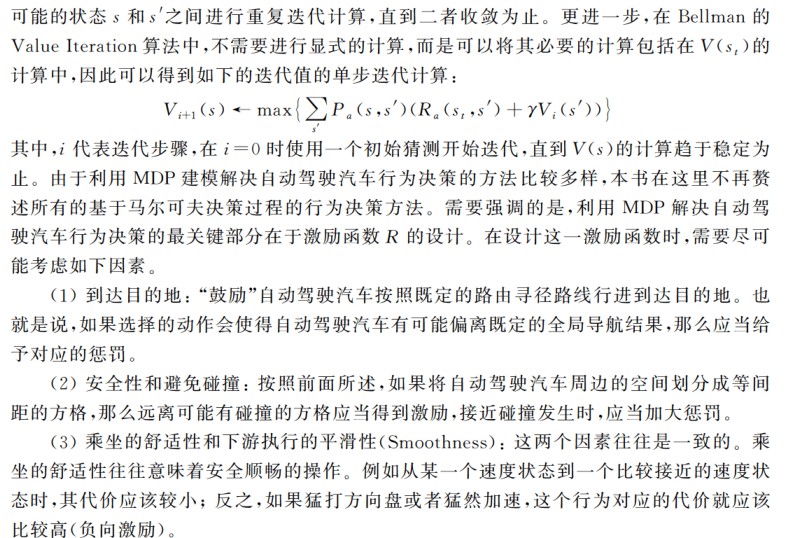 可能的状态 s 和 s′之间进行重复迭代计算,直到二者收敛为止。更进一步,在 Bellman 的
Value Iteration 算法中,不需要进行显式的计算,而是可以将其必要的计算包括在 V(sₜ)的
计算中,因此可以得到如下的迭代值的单步迭代计算:
Vᵢ₊₁(s) ← max{∑ₛ′ Pₐ(s,s′)(Rₐ(sₜ,s′) + γVᵢ(s′))}
其中,i 代表迭代步骤,在 i=0 时使用一个初始猜测开始迭代,直到 V(s)的计算趋于稳定为
止。由于利用 MDP 建模解决自动驾驶汽车行为决策的方法比较多样,本书在这里不再赘
述所有的基于马尔可夫决策过程的行为决策方法。需要强调的是,利用 MDP 解决自动驾
驶汽车行为决策的最关键部分在于激励函数 R 的设计。在设计这一激励函数时,需要尽可
能考虑如下因素。
(1) 到达目的地:“鼓励”自动驾驶汽车按照既定的路由寻径路线行进到达目的地。也
就是说,如果选择的动作会使得自动驾驶汽车有可能偏离既定的全局导航结果,那么应当给
予对应的惩罚。
(2) 安全性和避免碰撞:按照前面所述,如果将自动驾驶汽车周边的空间划分成等间
距的方格,那么远离可能有碰撞的方格应当得到激励,接近碰撞发生时,应当加大惩罚。
(3) 乘坐的舒适性和下游执行的平滑性(Smoothness):这两个因素往往是一致的。乘
坐的舒适性往往意味着安全顺畅的操作。例如从某一个速度状态到一个比较接近的速度状
态时,其代价应该较小;反之,如果猛打方向盘或者猛然加速,这个行为对应的代价就应该
比较高(负向激励)。